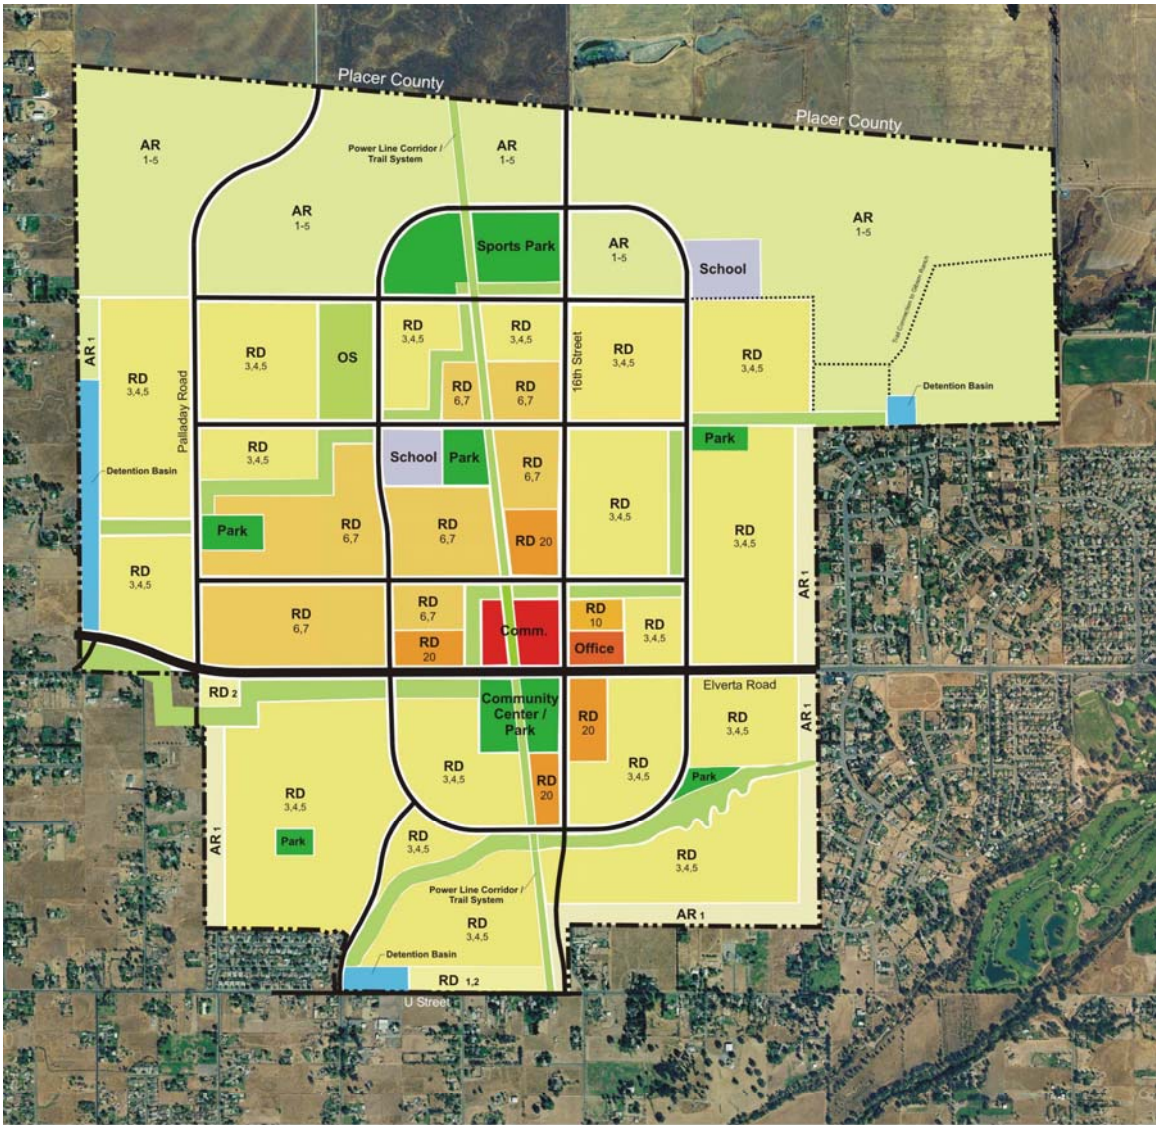 Placer County
Placer County
AR
1-5
Power Line Corridor /
Trail System
AR
1-5
AR
1-5
AR
1-5
Sports Park
AR
1-5
School
Trail Connection to Gibson Ranch
AR 1
RD
3,4,5
Palladay Road
RD
3,4,5
OS
RD
3,4,5
RD
3,4,5
16th Street
RD
3,4,5
RD
3,4,5
RD
6,7
RD
6,7
Detention Basin
RD
3,4,5
School
Park
RD
6,7
Park
Detention Basin
RD
3,4,5
Park
RD
6,7
RD
6,7
RD 20
RD
3,4,5
RD
3,4,5
AR 1
RD
6,7
RD
6,7
RD
20
Comm.
RD
10
Office
RD
3,4,5
RD 2
Community
Center /
Park
Elverta Road
RD
20
RD
3,4,5
AR 1
RD
3,4,5
RD
3,4,5
RD
20
Park
RD
3,4,5
Park
AR 1
RD
3,4,5
RD
3,4,5
Power Line Corridor /
Trail System
AR 1
RD
3,4,5
Detention Basin
RD 1,2
U Street